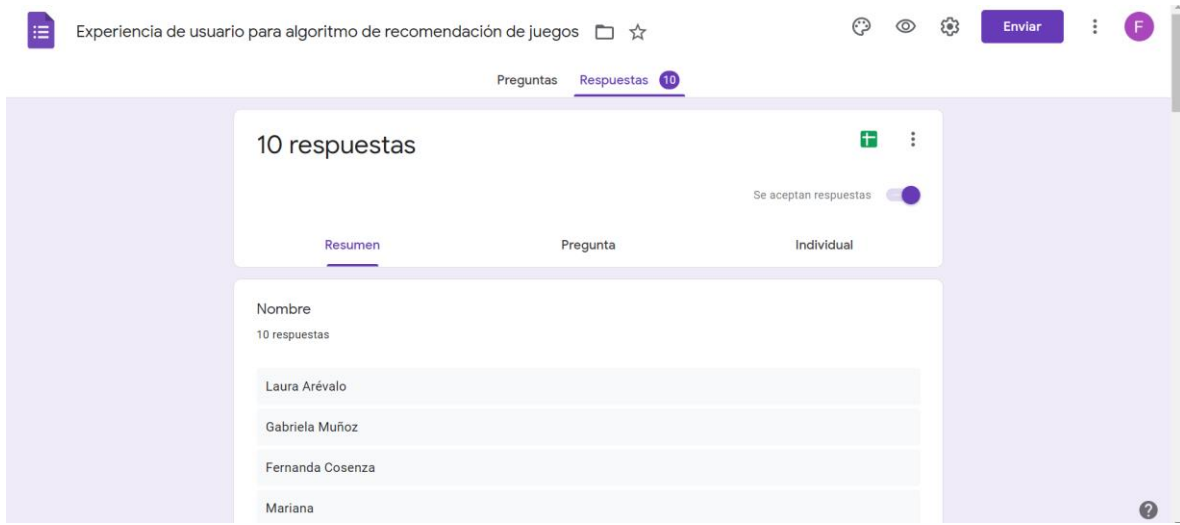 Experiencia de usuario para algoritmo de recomendación de juegos
Enviar
F
Preguntas
Respuestas 10
10 respuestas
Se aceptan respuestas
Resumen
Pregunta
Individual
Nombre
10 respuestas
Laura Arévalo
Gabriela Muñoz
Fernanda Cosenza
Mariana